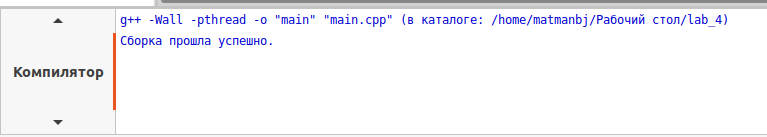 g++ -Wall -pthread -o "main" "main.cpp" (в каталоге: /home/matmanbj/Рабочий стол/lab_4)
Сборка прошла успешно.
Компилятор